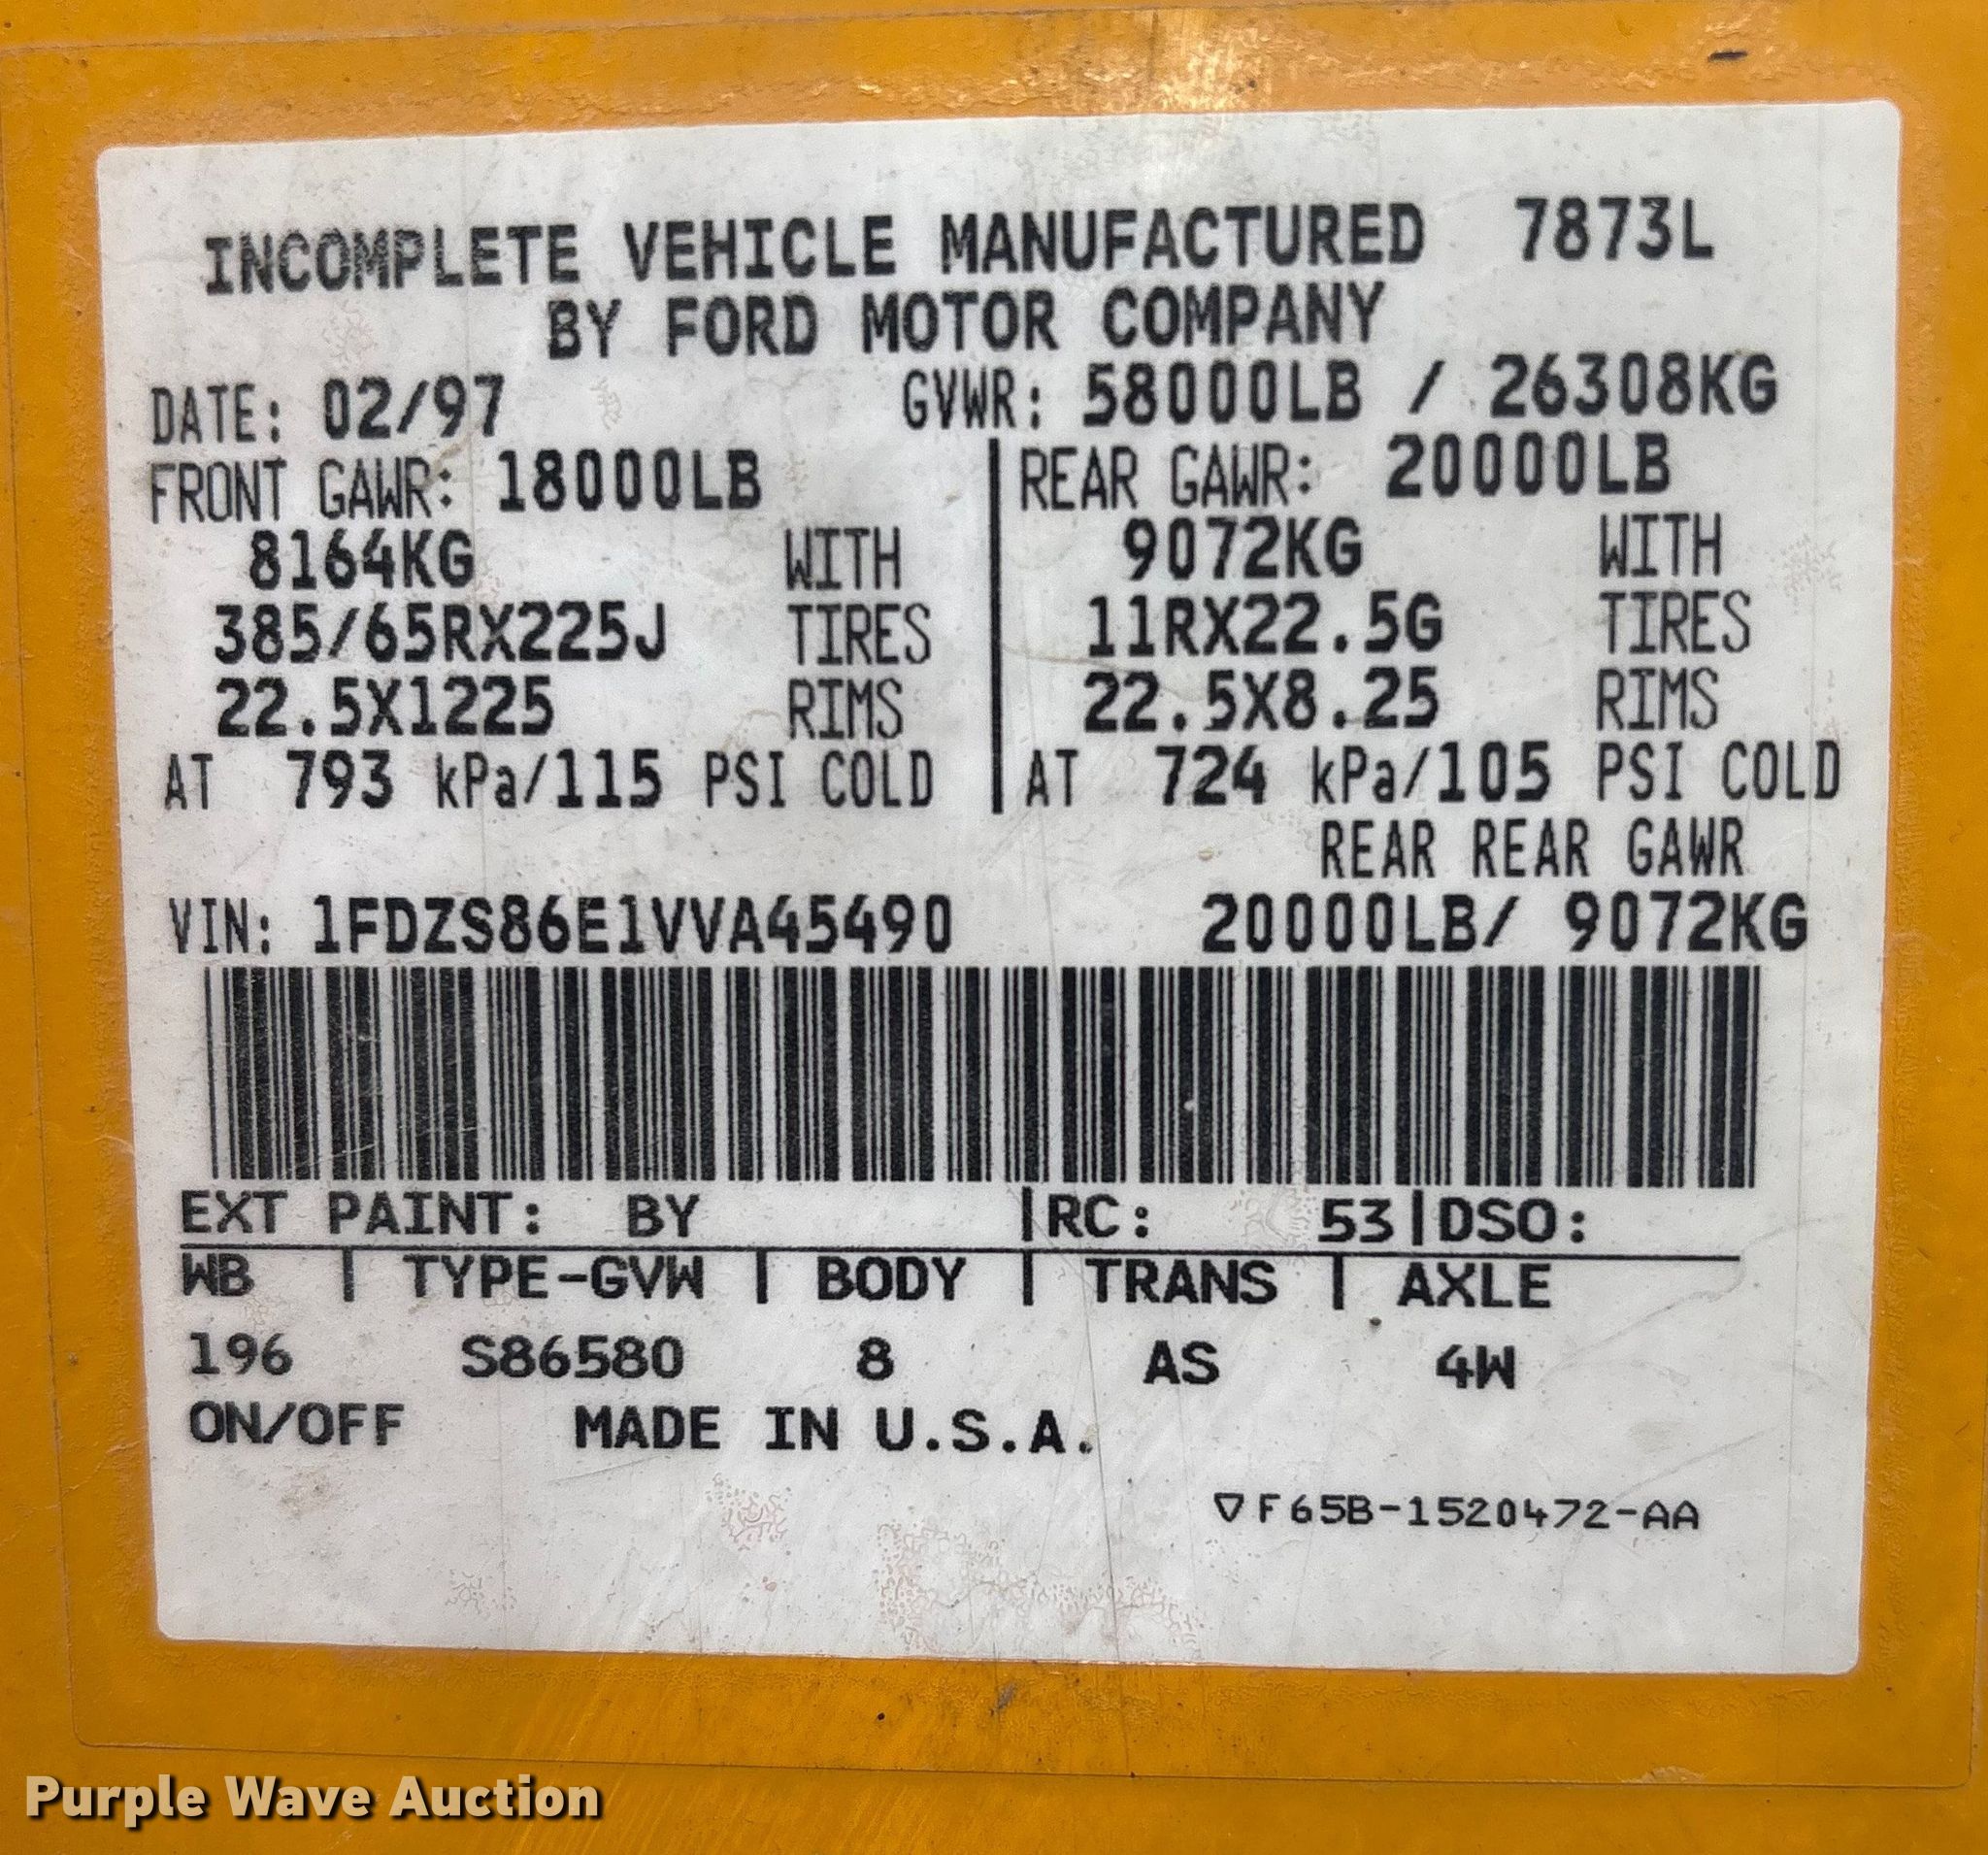 INCOMPLETE VEHICLE MANUFACTURED 7873L
BY FORD MOTOR COMPANY
DATE: 02/97 GVWR: 58000LB / 26308KG
FRONT GAWR: 18000LB
8164KG WITH
385/65RX225J TIRES
22.5X1225 RIMS
AT 793 kPa/115 PSI COLD
REAR GAWR: 20000LB
9072KG WITH
11RX22.5G TIRES
22.5X8.25 RIMS
AT 724 kPa/105 PSI COLD
REAR REAR GAWR
VIN: 1FDZS86E1VVA45490 20000LB/ 9072KG
EXT PAINT: BY |RC: 53|DSO:
WB | TYPE-GVW | BODY | TRANS | AXLE
196 S86580 8 AS 4W
ON/OFF MADE IN U.S.A.
▽F65B-1520472-AA
Purple Wave Auction